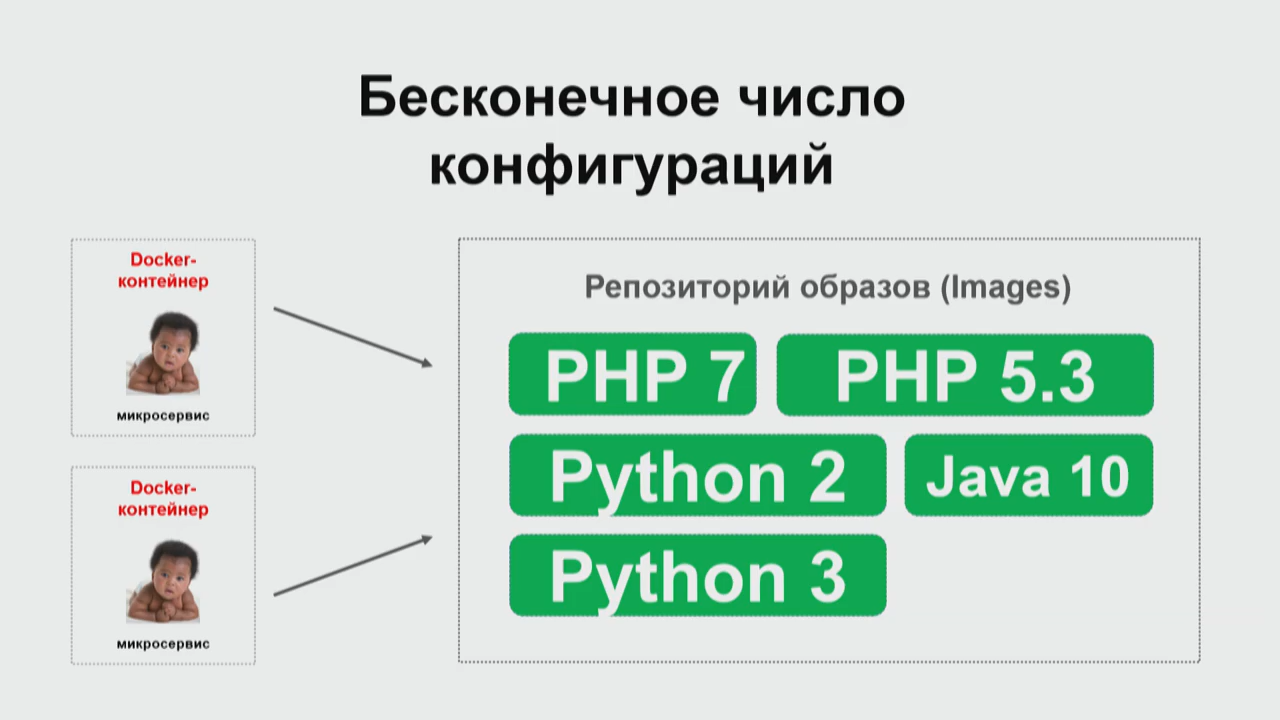 Бесконечное число
конфигураций
Docker-
контейнер
микросервис
Docker-
контейнер
микросервис
Репозиторий образов (Images)
PHP 7
PHP 5.3
Python 2
Java 10
Python 3